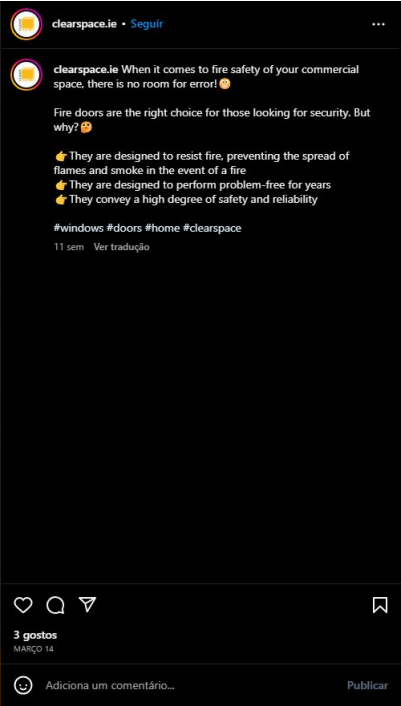 clearspace.ie • Seguir
clearspace.ie When it comes to fire safety of your commercial
space, there is no room for error!🫢
Fire doors are the right choice for those looking for security. But
why?🤔
👉They are designed to resist fire, preventing the spread of
flames and smoke in the event of a fire
👉They are designed to perform problem-free for years
👉They convey a high degree of safety and reliability
#windows #doors #home #clearspace
11 sem Ver tradução
3 gostos
MARÇO 14
Adiciona um comentário...
Publicar